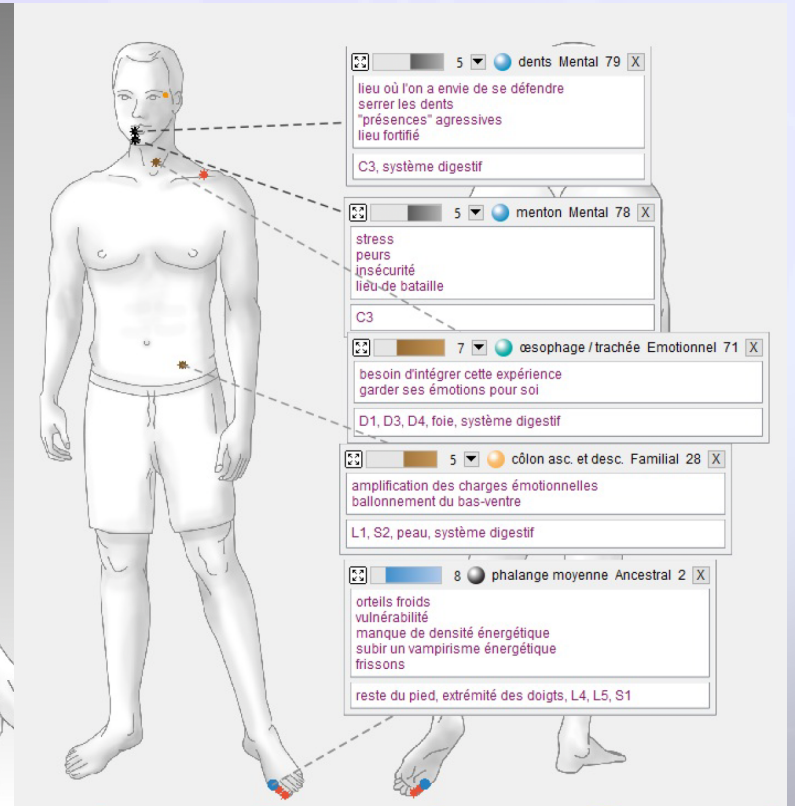 5 dents Mental 79 X
lieu où l'on a envie de se défendre
serrer les dents
"présences" agressives
lieu fortifié
C3, système digestif
5 menton Mental 78 X
stress
peurs
insécurité
lieu de bataille
C3
7 œsophage / trachée Emotionnel 71 X
besoin d'intégrer cette expérience
garder ses émotions pour soi
D1, D3, D4, foie, système digestif
5 côlon asc. et desc. Familial 28 X
amplification des charges émotionnelles
ballonnement du bas-ventre
L1, S2, peau, système digestif
8 phalange moyenne Ancestral 2 X
orteils froids
vulnérabilité
manque de densité énergétique
subir un vampirisme énergétique
frissons
reste du pied, extrémité des doigts, L4, L5, S1